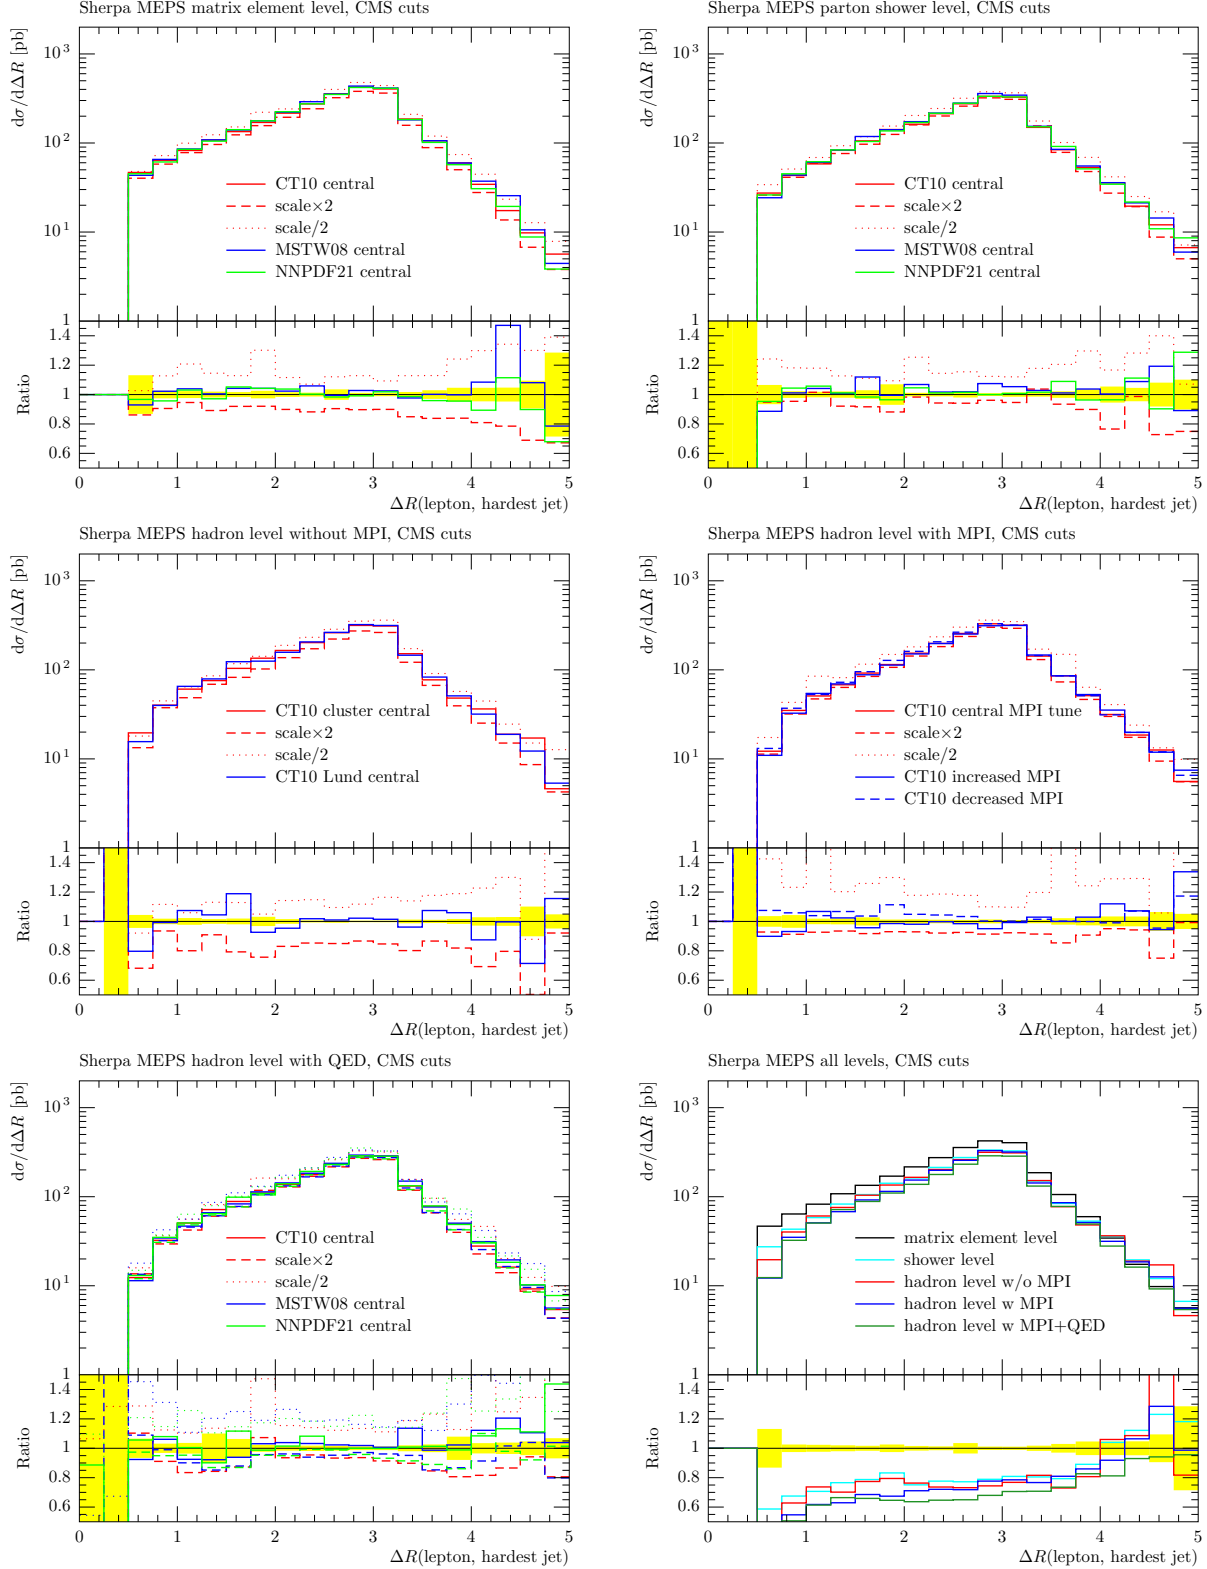 Sherpa MEPS matrix element level, CMS cuts
dσ/dΔR [pb]
10³
10²
10¹
1
CT10 central
scale×2
scale/2
MSTW08 central
NNPDF21 central
Ratio
1.4
1.2
1
0.8
0.6
0 1 2 3 4 5
ΔR(lepton, hardest jet)
Sherpa MEPS parton shower level, CMS cuts
dσ/dΔR [pb]
10³
10²
10¹
1
CT10 central
scale×2
scale/2
MSTW08 central
NNPDF21 central
Ratio
1.4
1.2
1
0.8
0.6
0 1 2 3 4 5
ΔR(lepton, hardest jet)
Sherpa MEPS hadron level without MPI, CMS cuts
dσ/dΔR [pb]
10³
10²
10¹
1
CT10 cluster central
scale×2
scale/2
CT10 Lund central
Ratio
1.4
1.2
1
0.8
0.6
0 1 2 3 4 5
ΔR(lepton, hardest jet)
Sherpa MEPS hadron level with MPI, CMS cuts
dσ/dΔR [pb]
10³
10²
10¹
1
CT10 central MPI tune
scale×2
scale/2
CT10 increased MPI
CT10 decreased MPI
Ratio
1.4
1.2
1
0.8
0.6
0 1 2 3 4 5
ΔR(lepton, hardest jet)
Sherpa MEPS hadron level with QED, CMS cuts
dσ/dΔR [pb]
10³
10²
10¹
1
CT10 central
scale×2
scale/2
MSTW08 central
NNPDF21 central
Ratio
1.4
1.2
1
0.8
0.6
0 1 2 3 4 5
ΔR(lepton, hardest jet)
Sherpa MEPS all levels, CMS cuts
dσ/dΔR [pb]
10³
10²
10¹
1
matrix element level
shower level
hadron level w/o MPI
hadron level w MPI
hadron level w MPI+QED
Ratio
1.4
1.2
1
0.8
0.6
0 1 2 3 4 5
ΔR(lepton, hardest jet)